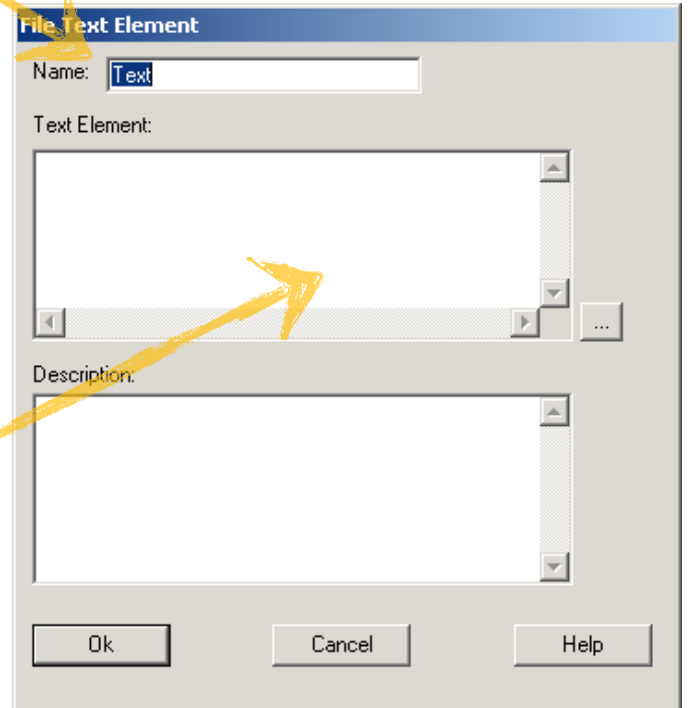 File Text Element
Name: Text
Text Element:
...
Description:
Ok Cancel Help